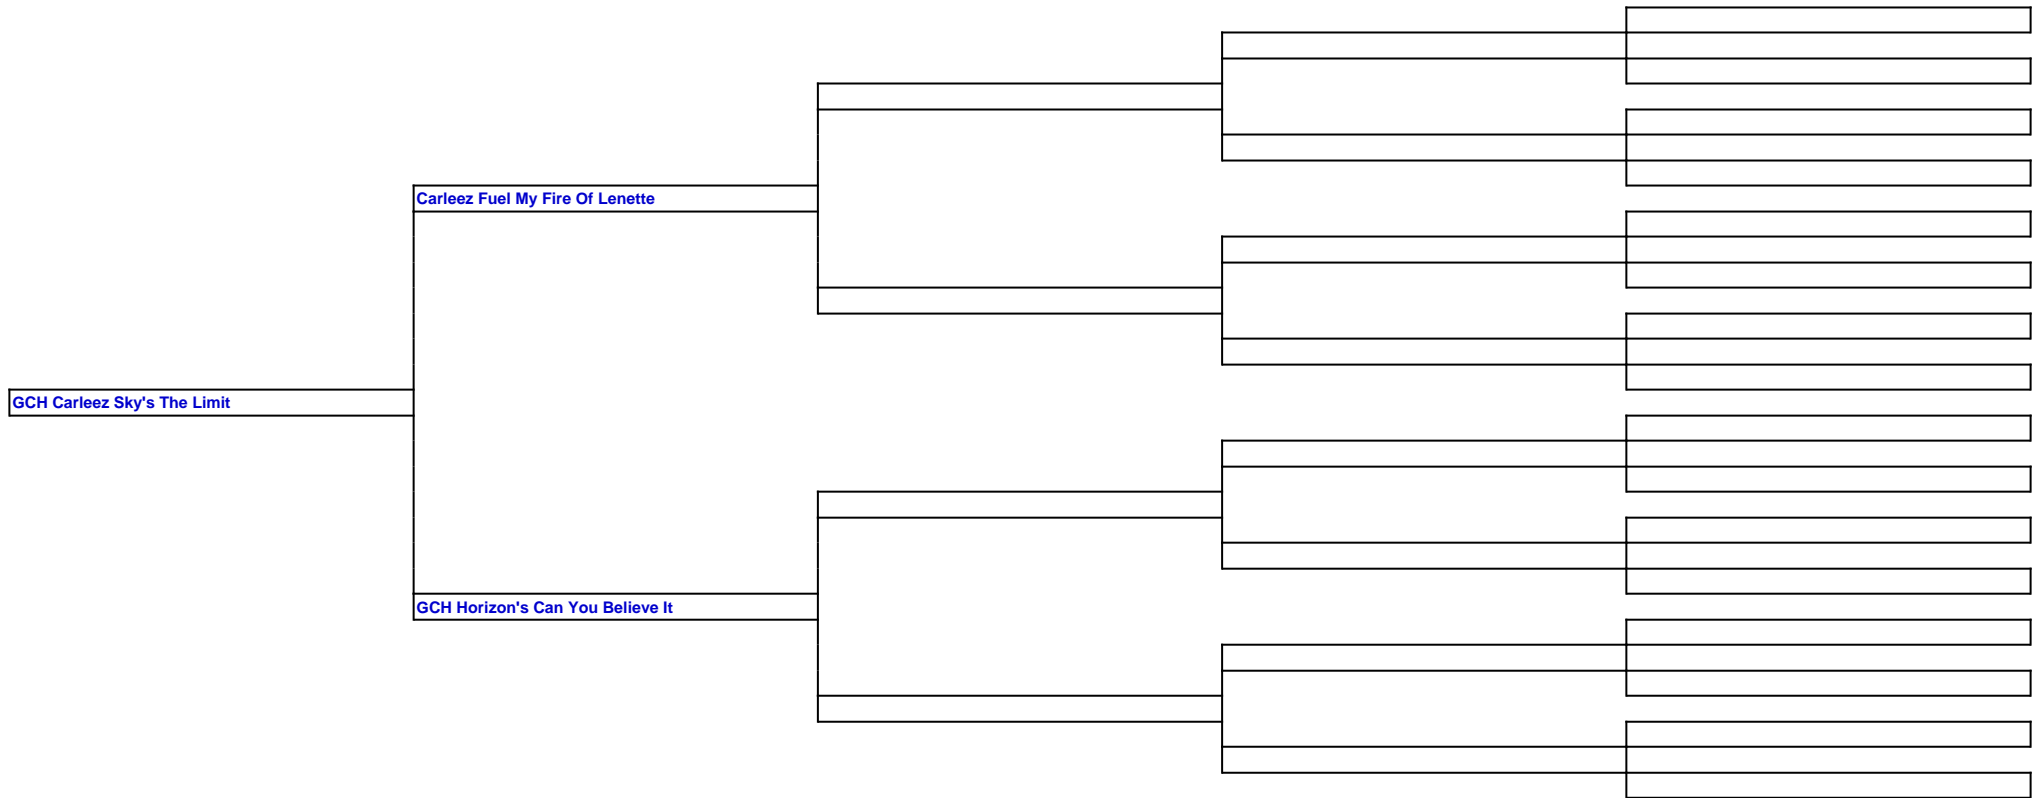 Carleez Fuel My Fire Of Lenette
GCH Carleez Sky's The Limit
GCH Horizon's Can You Believe It